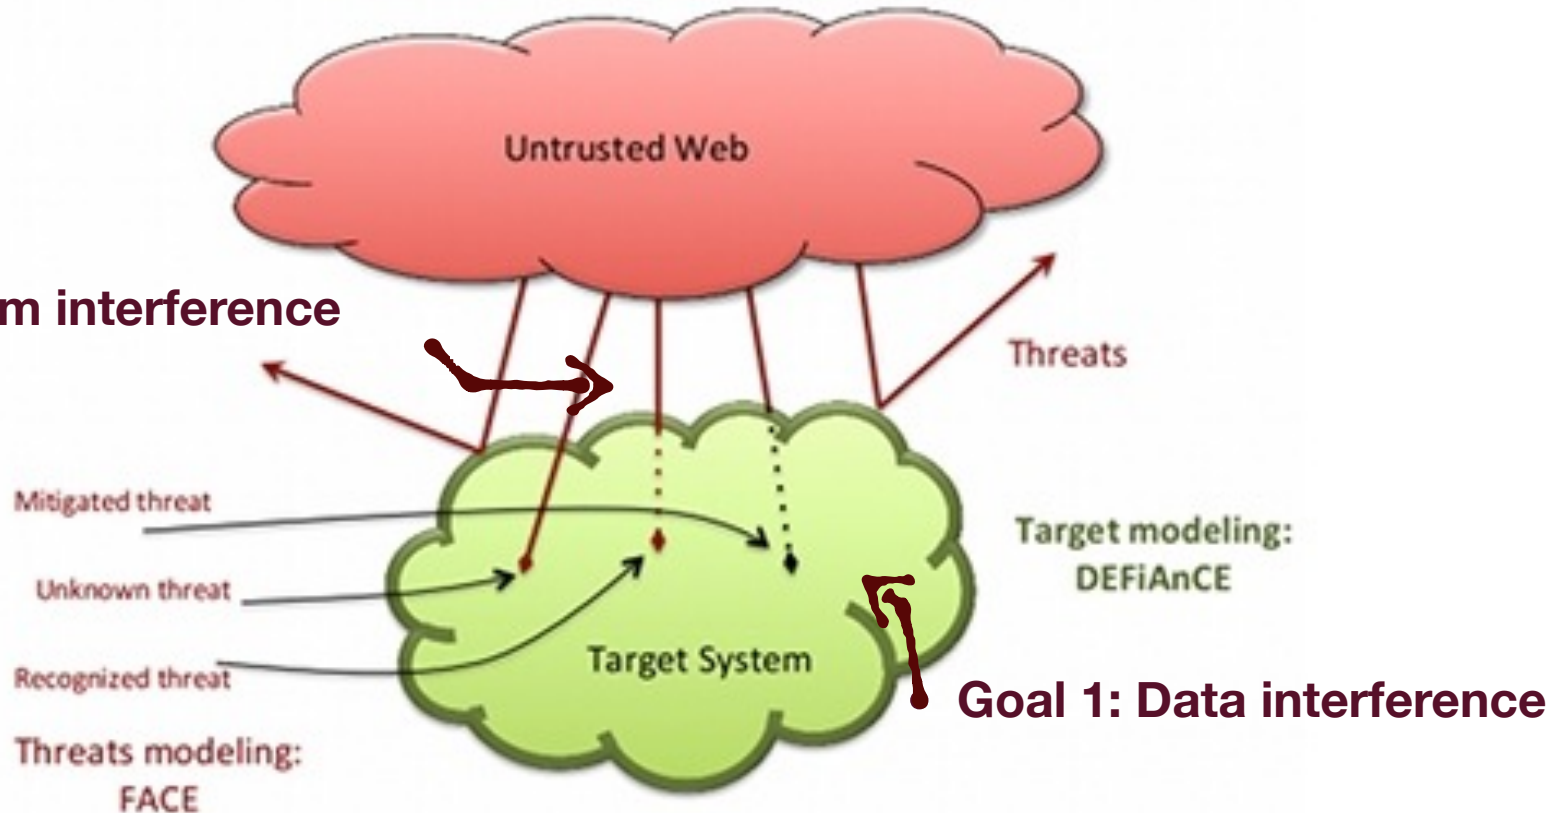 Untrusted Web
m interference
Threats
Mitigated threat
Target modeling:
DEFiAnCE
Unknown threat
Target System
Recognized threat
Goal 1: Data interference
Threats modeling:
FACE